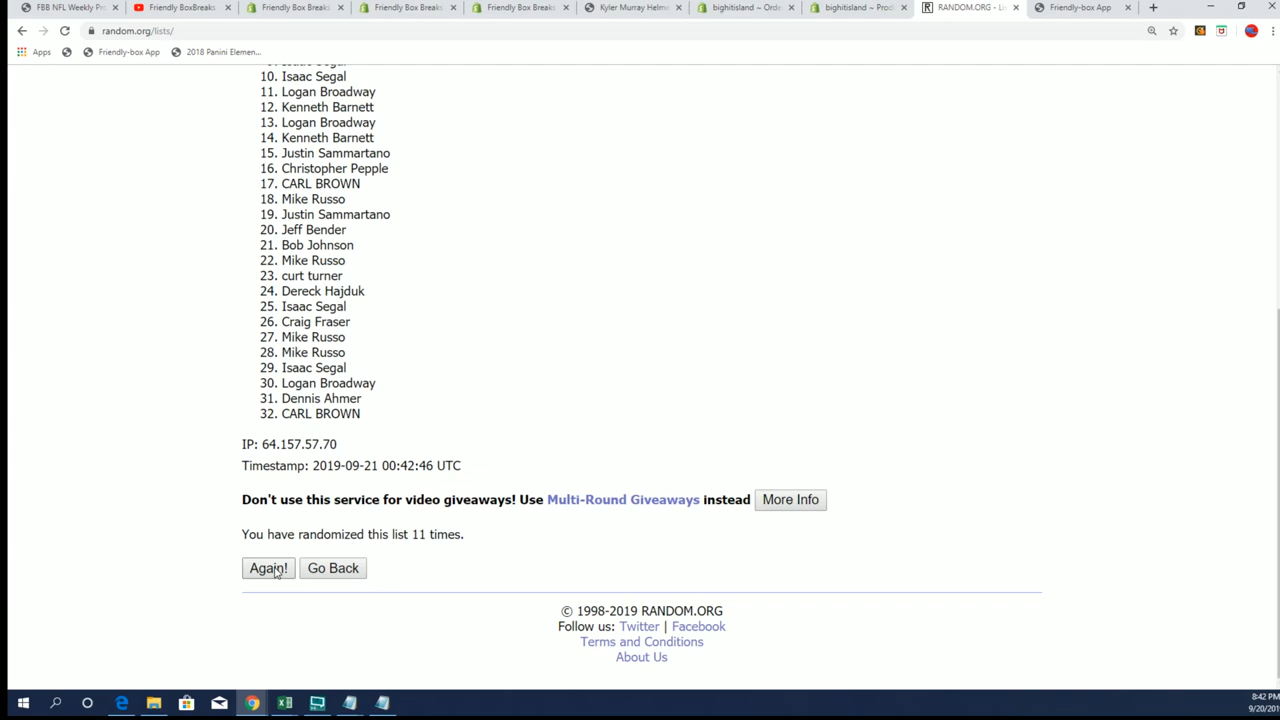 FBB NFL Weekly Pro
Friendly BoxBreaks
Friendly Box Breaks
Friendly Box Breaks
Friendly Box Breaks
Kyler Murray Helme
bighitisland ~ Orde
bighitisland ~ Produ
RANDOM.ORG - Li
Friendly-box App
random.org/lists/
Apps
Friendly-box App
2018 Panini Elemen...
10. Isaac Segal
11. Logan Broadway
12. Kenneth Barnett
13. Logan Broadway
14. Kenneth Barnett
15. Justin Sammartano
16. Christopher Pepple
17. CARL BROWN
18. Mike Russo
19. Justin Sammartano
20. Jeff Bender
21. Bob Johnson
22. Mike Russo
23. curt turner
24. Dereck Hajduk
25. Isaac Segal
26. Craig Fraser
27. Mike Russo
28. Mike Russo
29. Isaac Segal
30. Logan Broadway
31. Dennis Ahmer
32. CARL BROWN
IP: 64.157.57.70
Timestamp: 2019-09-21 00:42:46 UTC
Don't use this service for video giveaways! Use Multi-Round Giveaways instead More Info
You have randomized this list 11 times.
Again! Go Back
© 1998-2019 RANDOM.ORG
Follow us: Twitter | Facebook
Terms and Conditions
About Us
8:42 PM
9/20/201